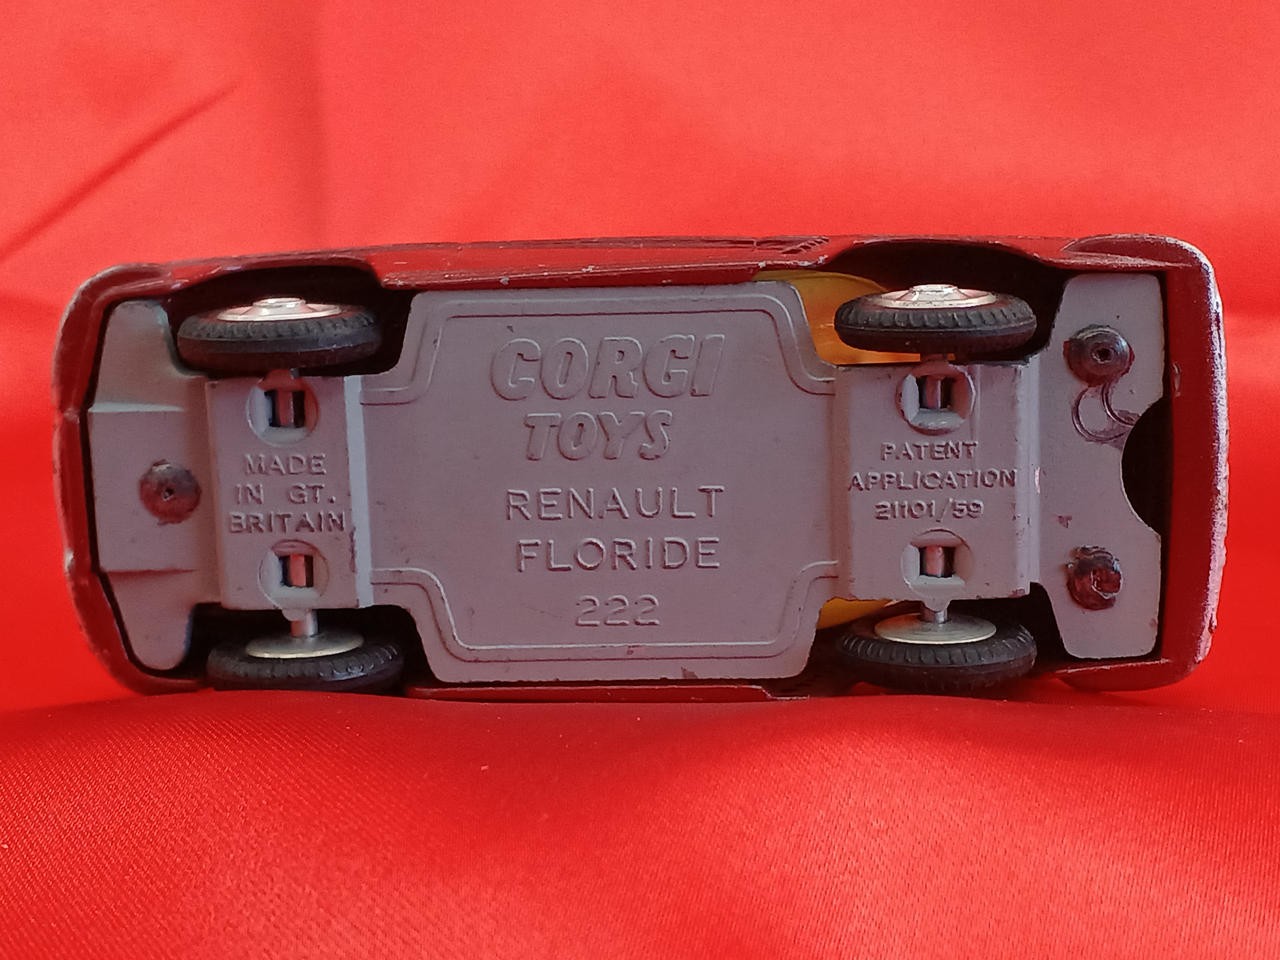 CORGI
TOYS
RENAULT
FLORIDE
222
MADE
IN GT.
BRITAIN
PATENT
APPLICATION
21101/59